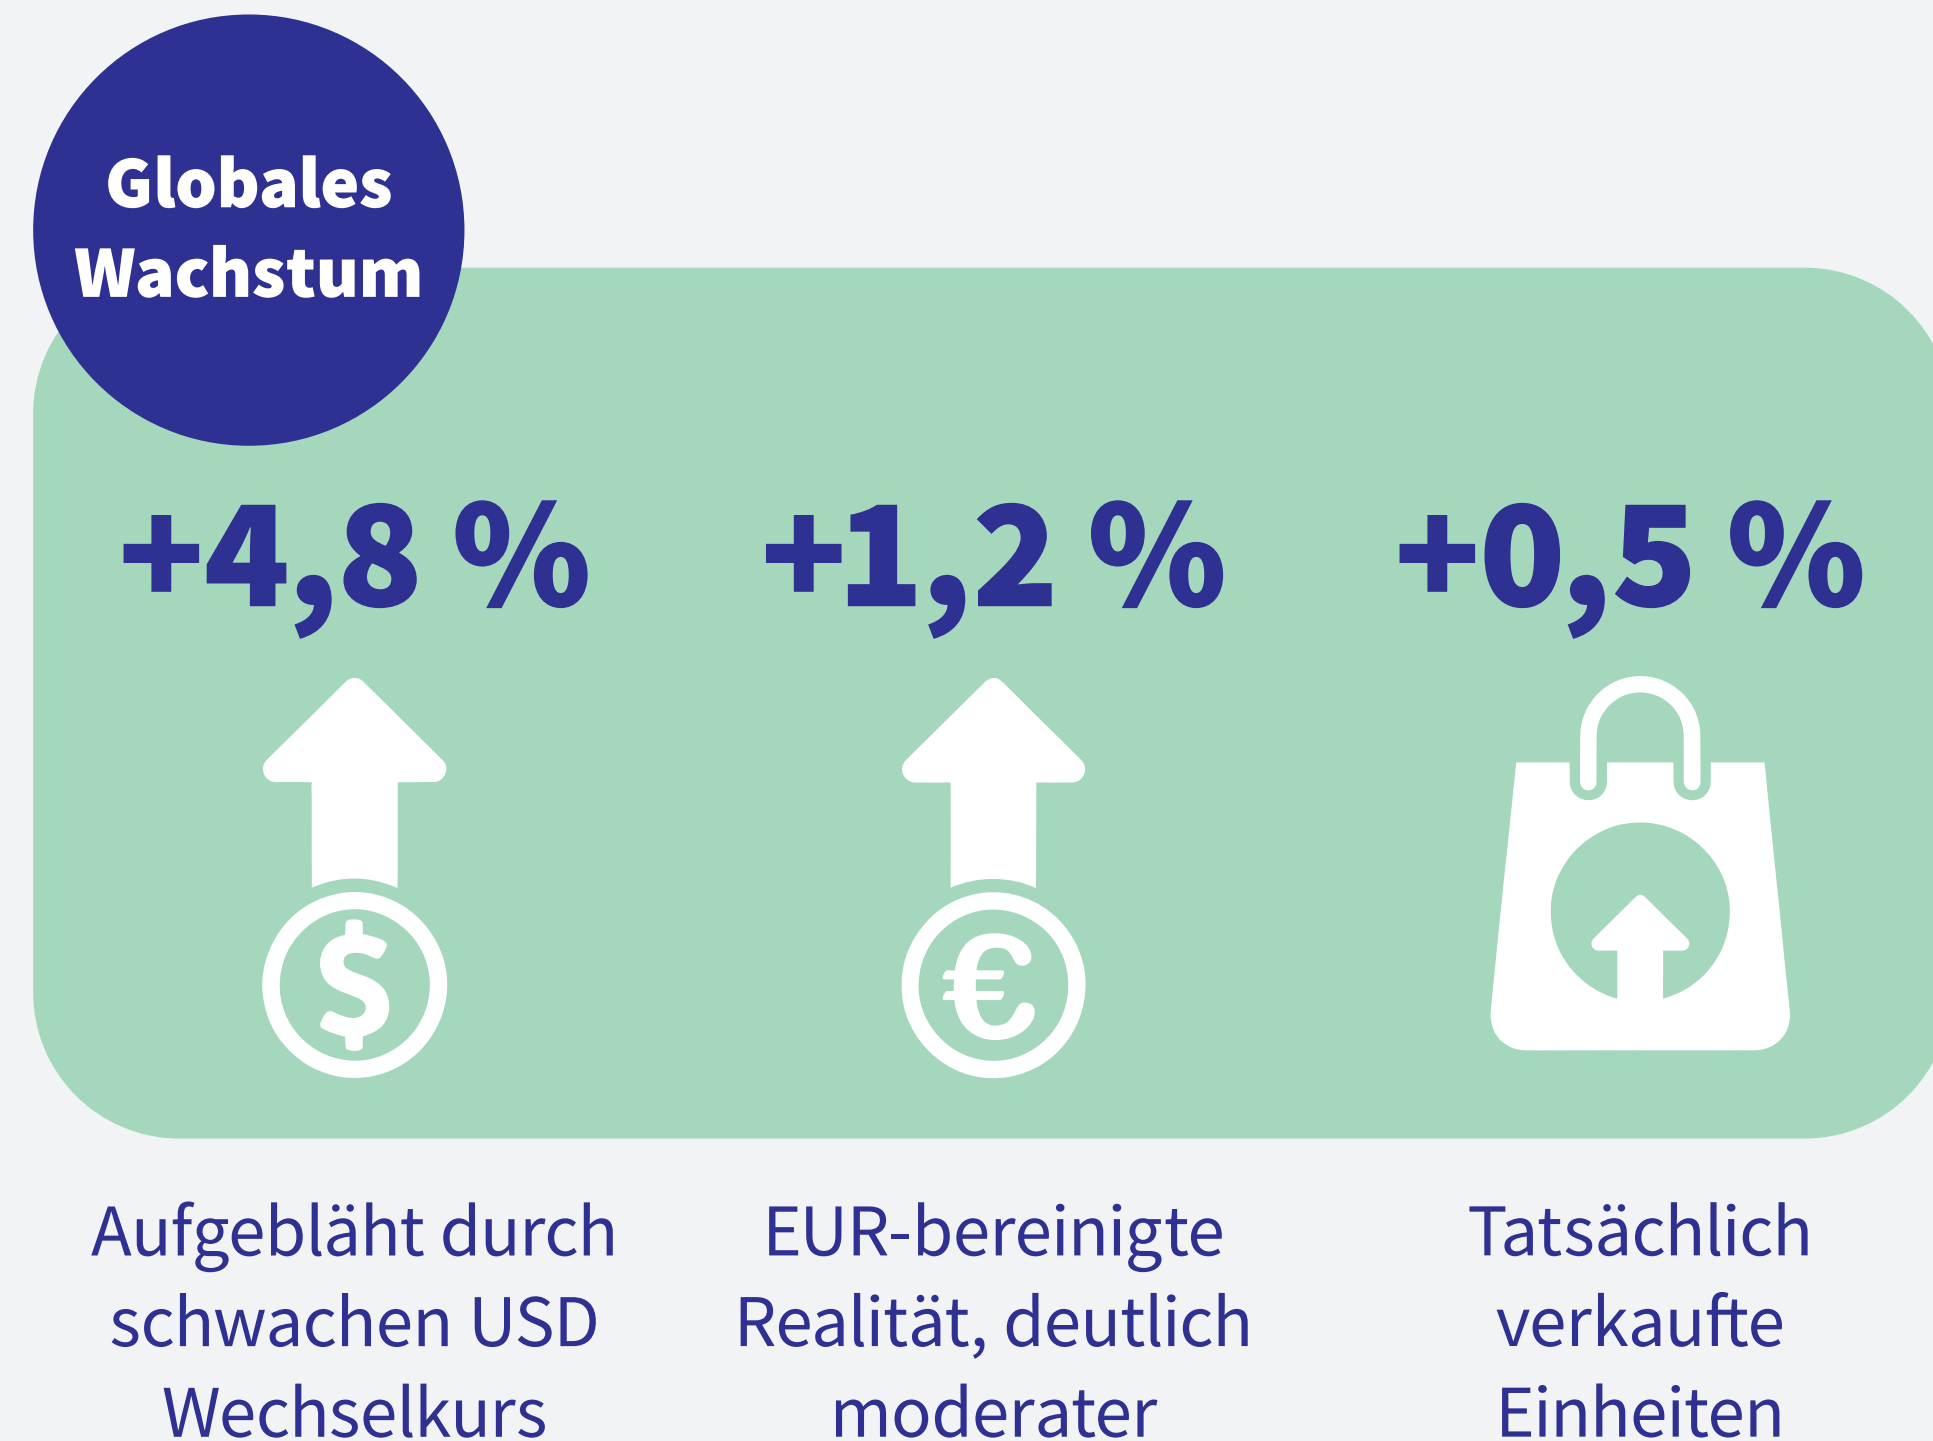 Globales
Wachstum
+4,8 %
+1,2 %
+0,5 %
$
€
Aufgebläht durch
schwachen USD
Wechselkurs
EUR-bereinigte
Realität, deutlich
moderater
Tatsächlich
verkaufte
Einheiten